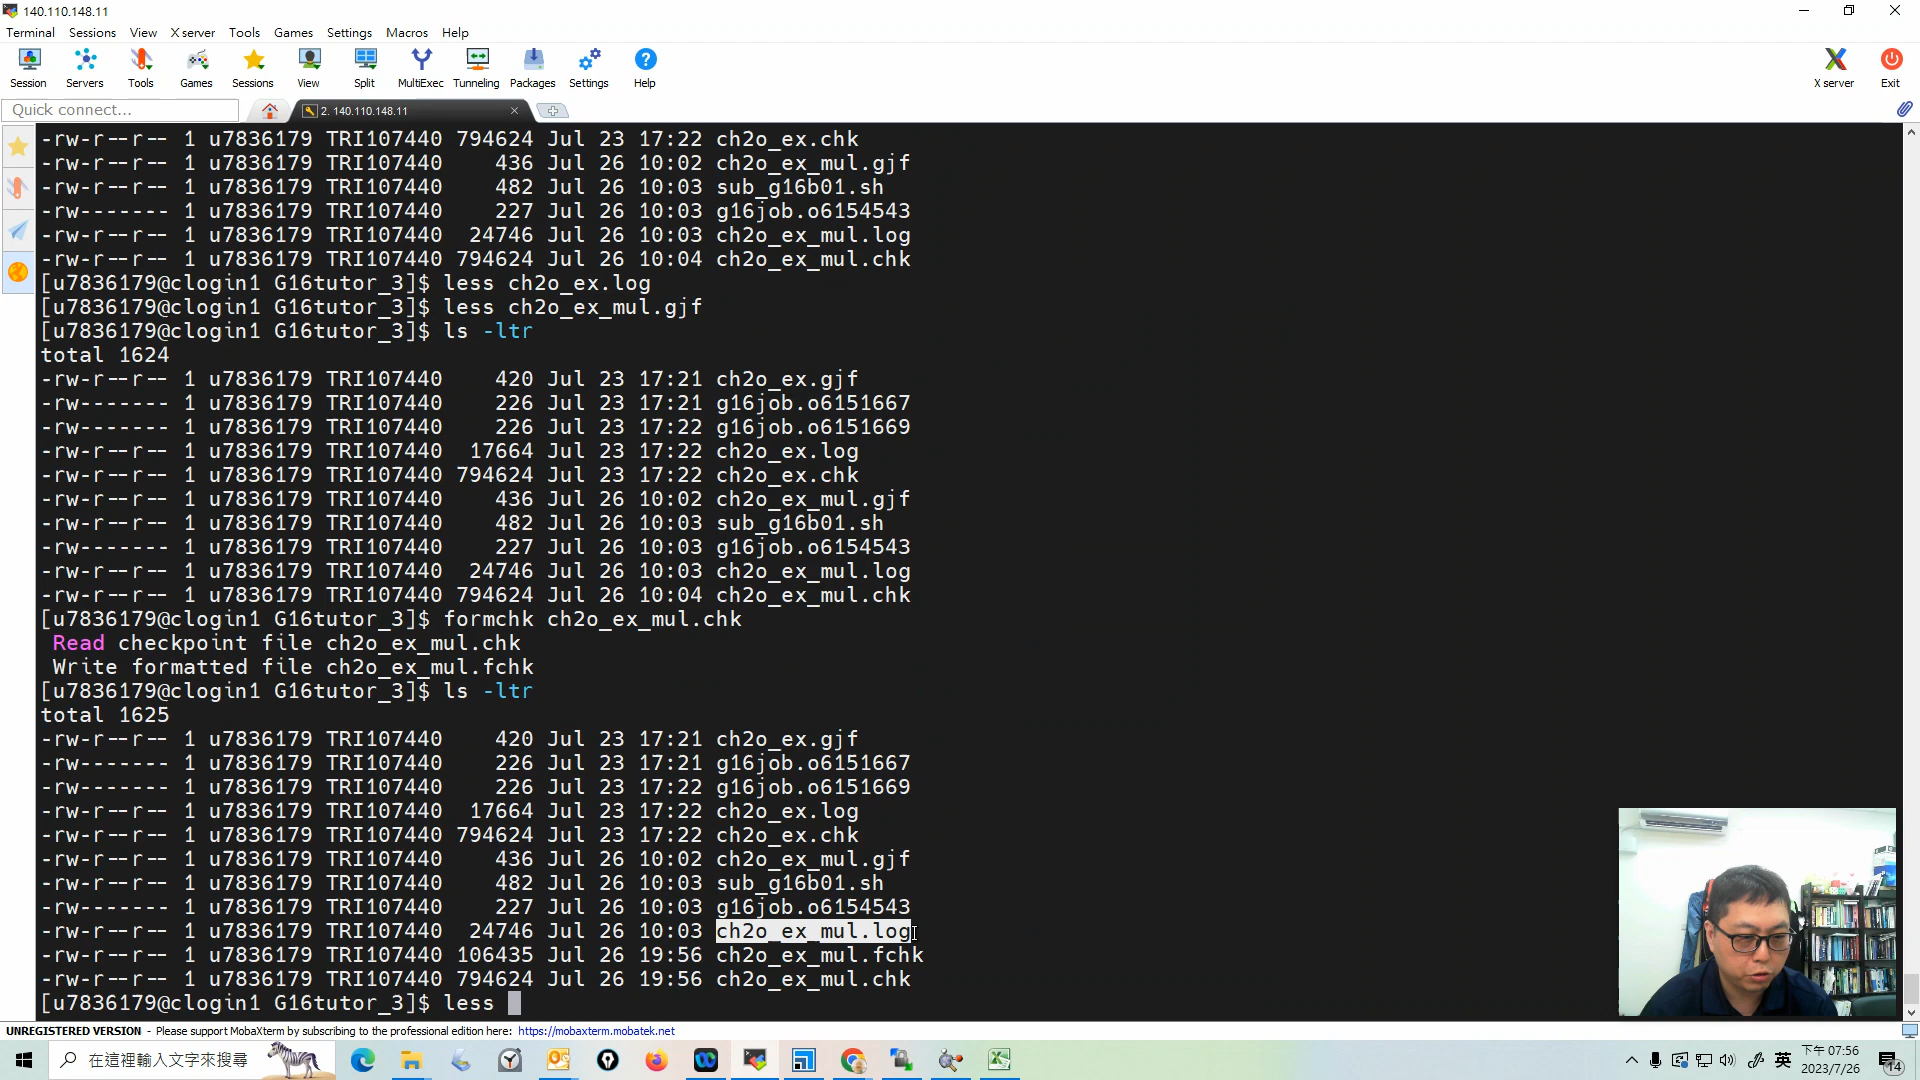 140.110.148.11
Terminal Sessions View X server Tools Games Settings Macros Help
Session Servers Tools Games Sessions View Split MultiExec Tunneling Packages Settings Help X server Exit
Quick connect... 2. 140.110.148.11
-rw-r--r-- 1 u7836179 TRI107440 794624 Jul 23 17:22 ch2o_ex.chk
-rw-r--r-- 1 u7836179 TRI107440 436 Jul 26 10:02 ch2o_ex_mul.gjf
-rw-r--r-- 1 u7836179 TRI107440 482 Jul 26 10:03 sub_g16b01.sh
-rw------- 1 u7836179 TRI107440 227 Jul 26 10:03 g16job.o6154543
-rw-r--r-- 1 u7836179 TRI107440 24746 Jul 26 10:03 ch2o_ex_mul.log
-rw-r--r-- 1 u7836179 TRI107440 794624 Jul 26 10:04 ch2o_ex_mul.chk
[u7836179@clogin1 G16tutor_3]$ less ch2o_ex.log
[u7836179@clogin1 G16tutor_3]$ less ch2o_ex_mul.gjf
[u7836179@clogin1 G16tutor_3]$ ls -ltr
total 1624
-rw-r--r-- 1 u7836179 TRI107440 420 Jul 23 17:21 ch2o_ex.gjf
-rw------- 1 u7836179 TRI107440 226 Jul 23 17:21 g16job.o6151667
-rw------- 1 u7836179 TRI107440 226 Jul 23 17:22 g16job.o6151669
-rw-r--r-- 1 u7836179 TRI107440 17664 Jul 23 17:22 ch2o_ex.log
-rw-r--r-- 1 u7836179 TRI107440 794624 Jul 23 17:22 ch2o_ex.chk
-rw-r--r-- 1 u7836179 TRI107440 436 Jul 26 10:02 ch2o_ex_mul.gjf
-rw-r--r-- 1 u7836179 TRI107440 482 Jul 26 10:03 sub_g16b01.sh
-rw------- 1 u7836179 TRI107440 227 Jul 26 10:03 g16job.o6154543
-rw-r--r-- 1 u7836179 TRI107440 24746 Jul 26 10:03 ch2o_ex_mul.log
-rw-r--r-- 1 u7836179 TRI107440 794624 Jul 26 10:04 ch2o_ex_mul.chk
[u7836179@clogin1 G16tutor_3]$ formchk ch2o_ex_mul.chk
Read checkpoint file ch2o_ex_mul.chk
Write formatted file ch2o_ex_mul.fchk
[u7836179@clogin1 G16tutor_3]$ ls -ltr
total 1625
-rw-r--r-- 1 u7836179 TRI107440 420 Jul 23 17:21 ch2o_ex.gjf
-rw------- 1 u7836179 TRI107440 226 Jul 23 17:21 g16job.o6151667
-rw------- 1 u7836179 TRI107440 226 Jul 23 17:22 g16job.o6151669
-rw-r--r-- 1 u7836179 TRI107440 17664 Jul 23 17:22 ch2o_ex.log
-rw-r--r-- 1 u7836179 TRI107440 794624 Jul 23 17:22 ch2o_ex.chk
-rw-r--r-- 1 u7836179 TRI107440 436 Jul 26 10:02 ch2o_ex_mul.gjf
-rw-r--r-- 1 u7836179 TRI107440 482 Jul 26 10:03 sub_g16b01.sh
-rw------- 1 u7836179 TRI107440 227 Jul 26 10:03 g16job.o6154543
-rw-r--r-- 1 u7836179 TRI107440 24746 Jul 26 10:03 ch2o_ex_mul.log
-rw-r--r-- 1 u7836179 TRI107440 106435 Jul 26 19:56 ch2o_ex_mul.fchk
-rw-r--r-- 1 u7836179 TRI107440 794624 Jul 26 19:56 ch2o_ex_mul.chk
[u7836179@clogin1 G16tutor_3]$ less
UNREGISTERED VERSION - Please support MobaXterm by subscribing to the professional edition here: https://mobaxterm.mobatek.net
在這裡輸入文字來搜尋
英
下午 07:56
2023/7/26
14